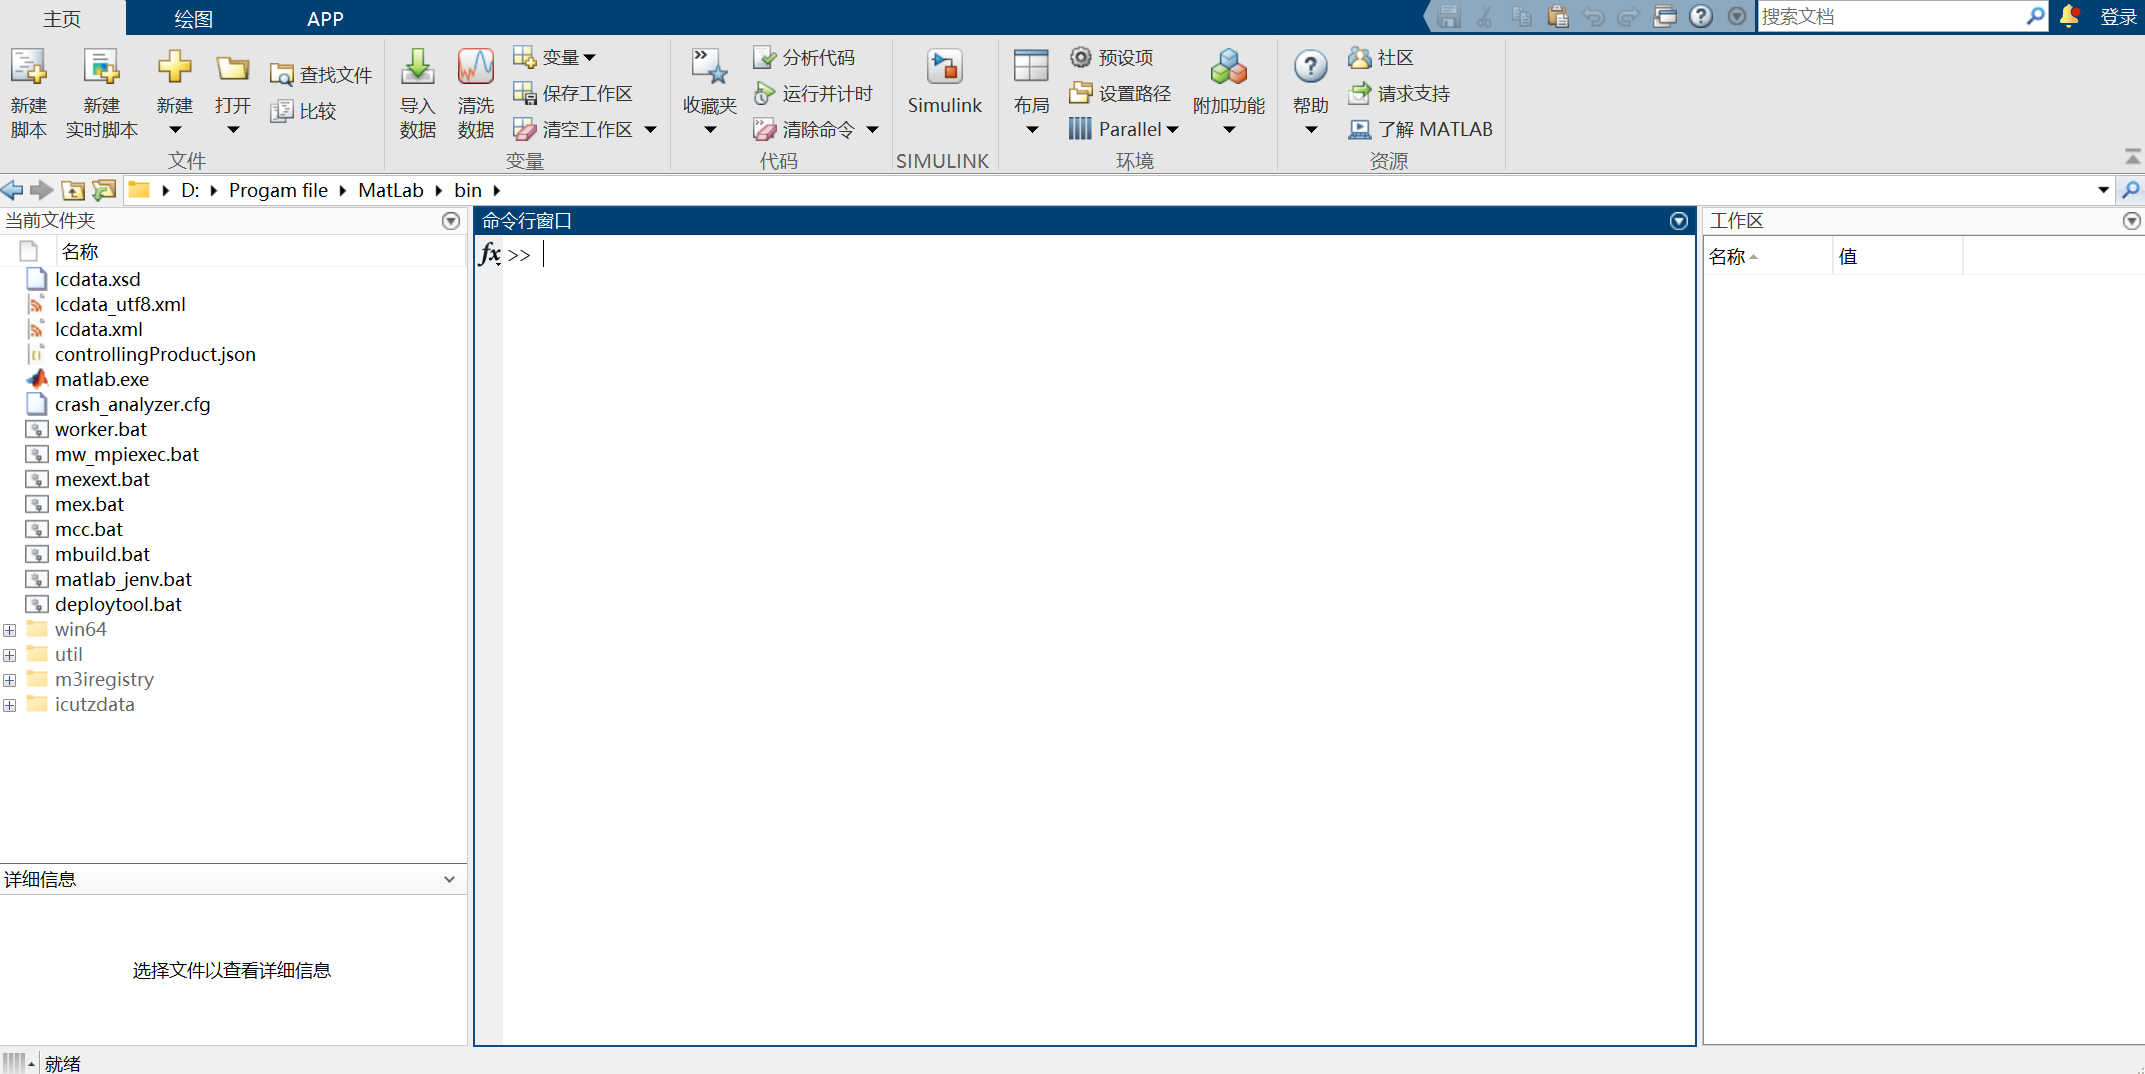 主页 绘图 APP 搜索文档 登录
新建 脚本
新建 实时脚本
新建
打开
查找文件
比较
文件
导入 数据
清洗 数据
变量
保存工作区
清空工作区
变量
收藏夹
分析代码
运行并计时
清除命令
代码
Simulink
SIMULINK
布局
预设项
设置路径
Parallel
附加功能
环境
帮助
社区
请求支持
了解 MATLAB
资源
D: Progam file MatLab bin
当前文件夹
名称
lcdata.xsd
lcdata_utf8.xml
lcdata.xml
controllingProduct.json
matlab.exe
crash_analyzer.cfg
worker.bat
mw_mpiexec.bat
mexext.bat
mex.bat
mcc.bat
mbuild.bat
matlab_jenv.bat
deploytool.bat
win64
util
m3iregistry
icutzdata
详细信息
选择文件以查看详细信息
命令行窗口
fx >>
工作区
名称 值
就绪